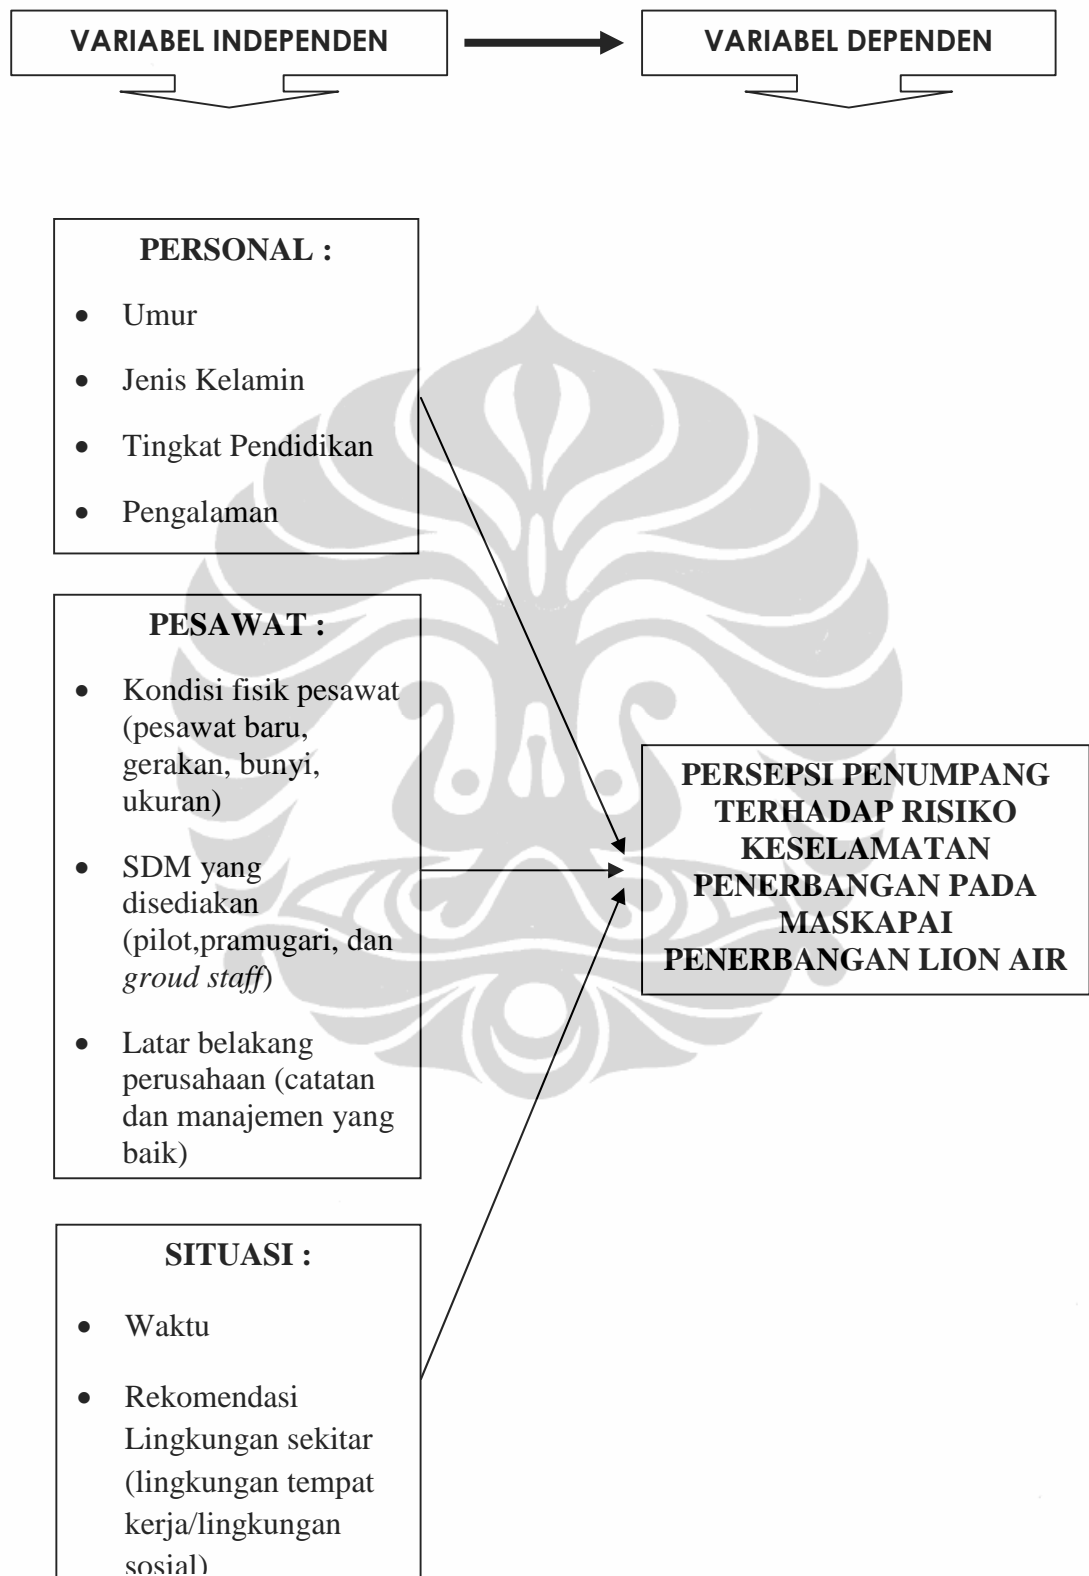 VARIABEL INDEPENDEN
VARIABEL DEPENDEN
PERSONAL :
• Umur
• Jenis Kelamin
• Tingkat Pendidikan
• Pengalaman
PESAWAT :
• Kondisi fisik pesawat
(pesawat baru,
gerakan, bunyi,
ukuran)
• SDM yang
disediakan
(pilot,pramugari, dan
groud staff)
• Latar belakang
perusahaan (catatan
dan manajemen yang
baik)
SITUASI :
• Waktu
• Rekomendasi
Lingkungan sekitar
(lingkungan tempat
kerja/lingkungan
sosial)
PERSEPSI PENUMPANG
TERHADAP RISIKO
KESELAMATAN
PENERBANGAN PADA
MASKAPAI
PENERBANGAN LION AIR